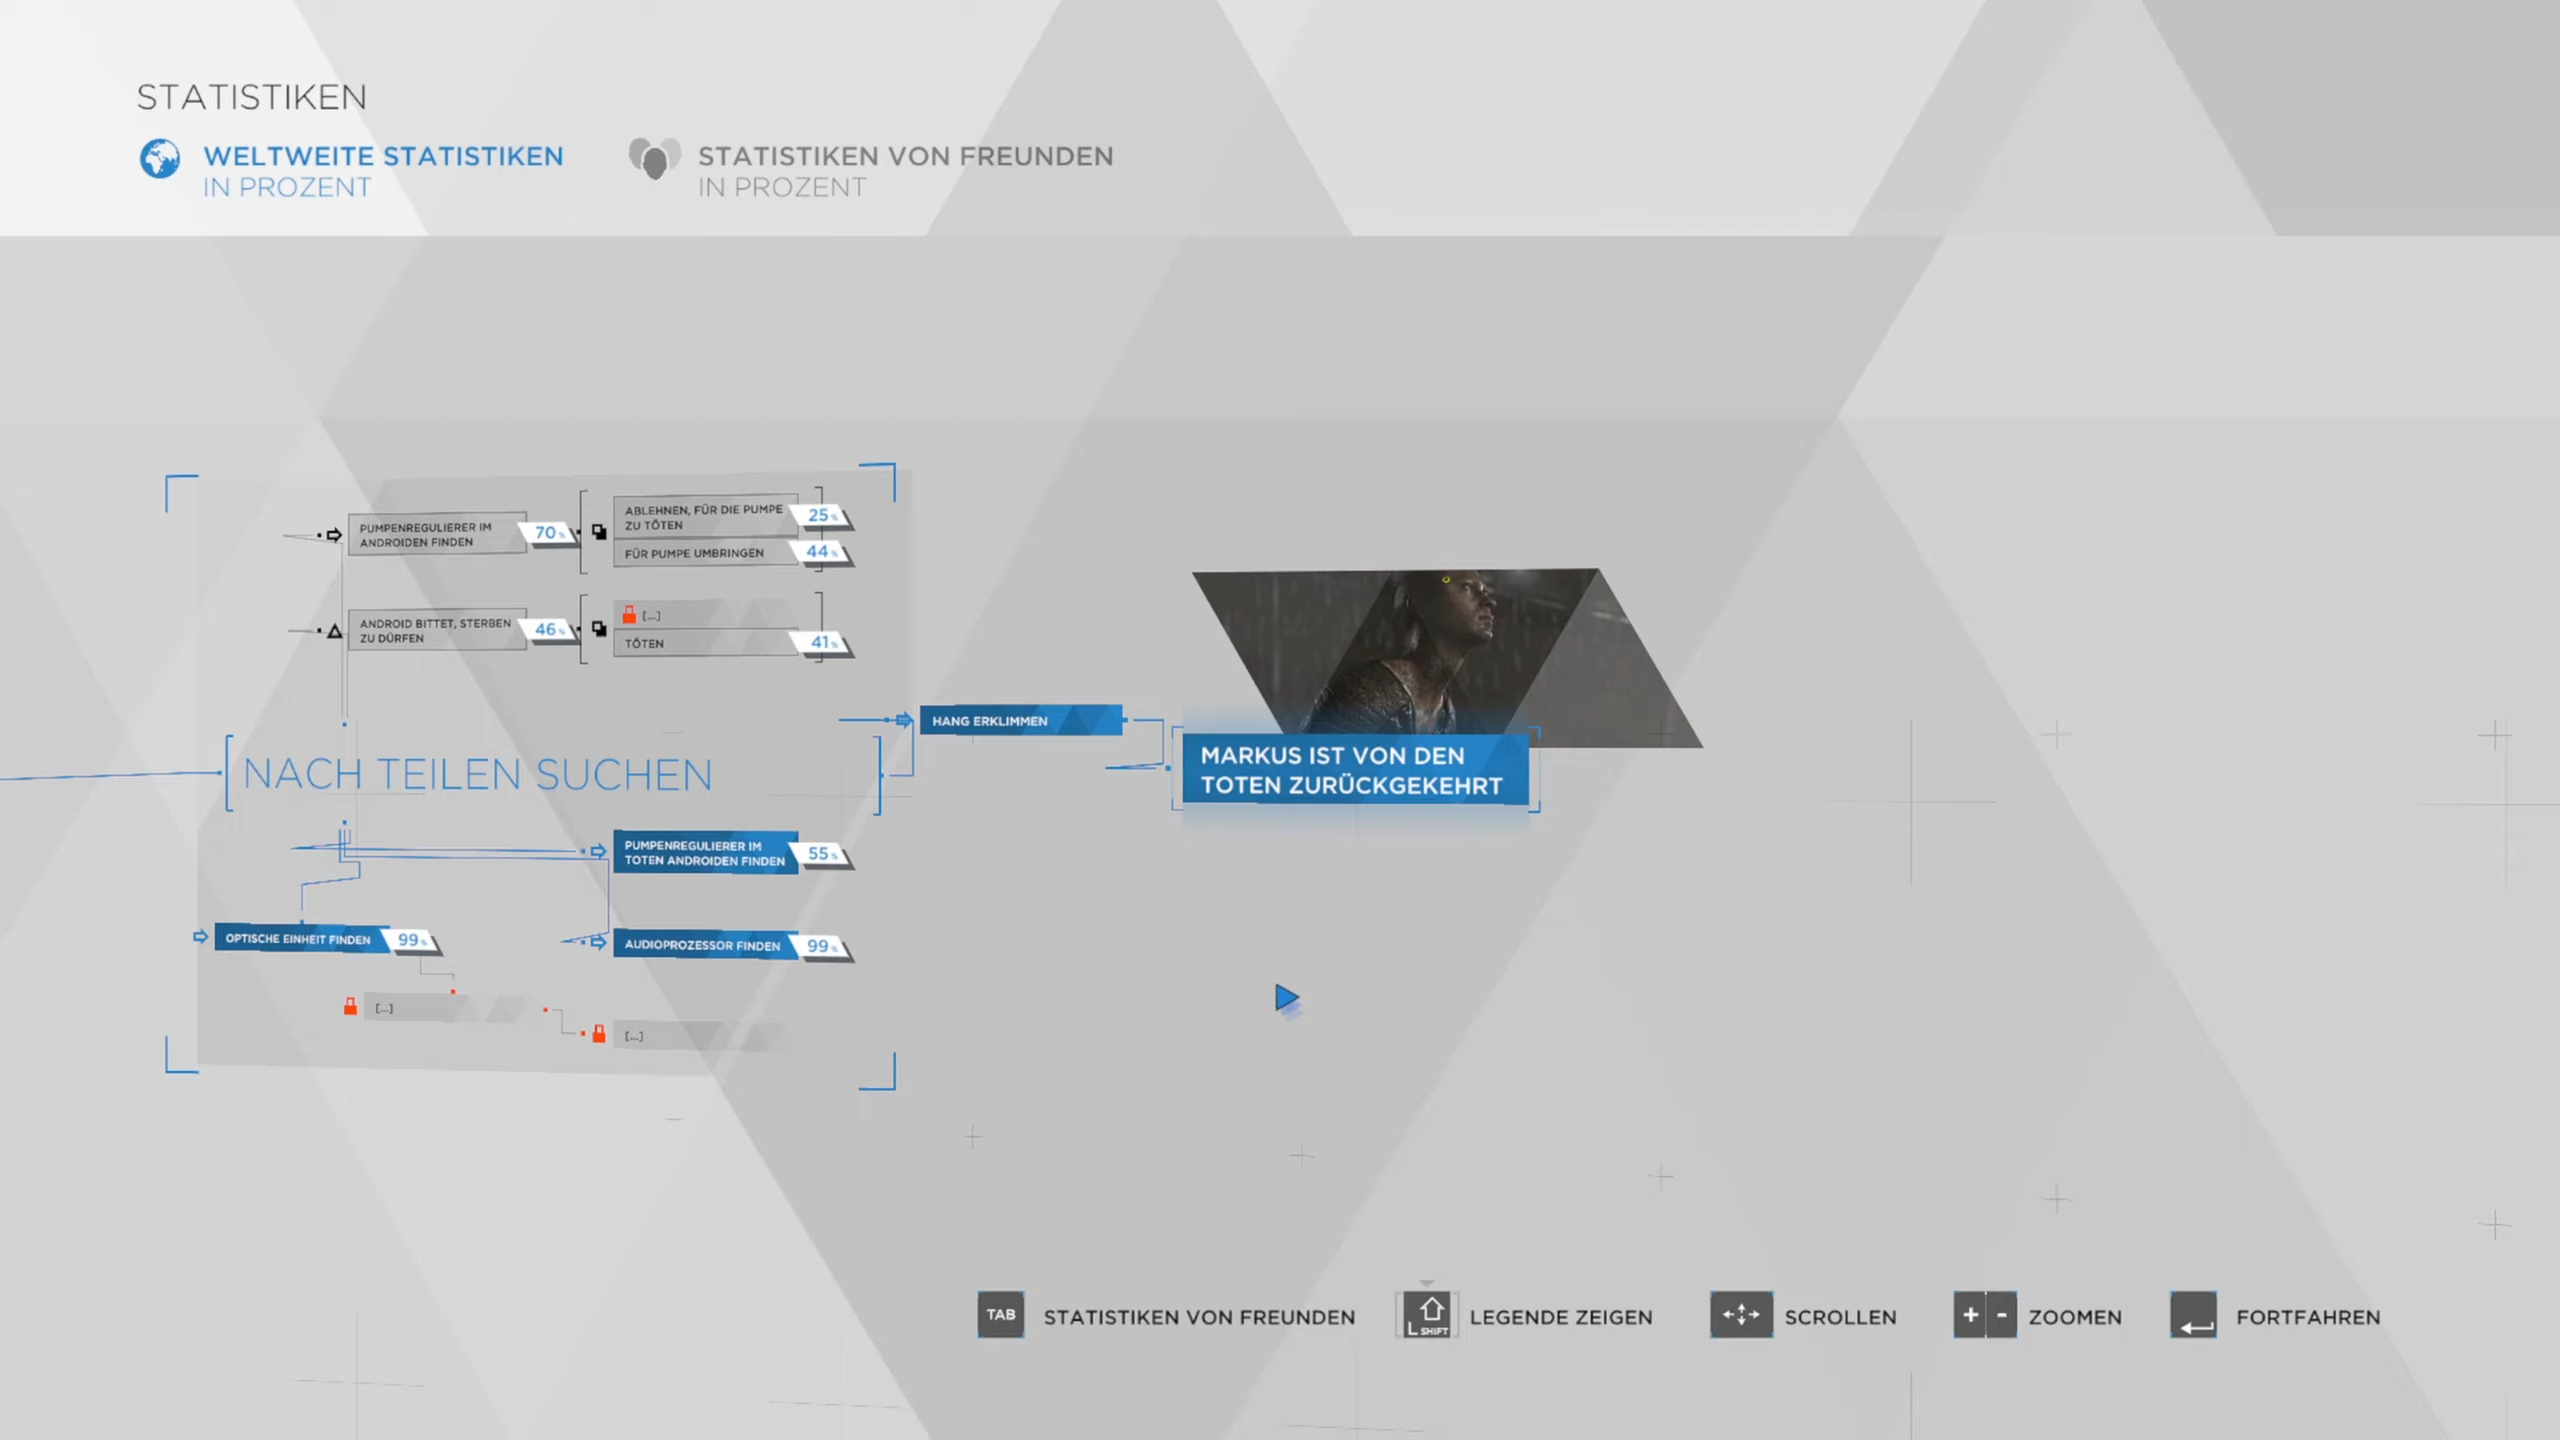 STATISTIKEN
WELTWEITE STATISTIKEN
IN PROZENT
STATISTIKEN VON FREUNDEN
IN PROZENT
PUMPENREGULIERER IM
ANDROIDEN FINDEN
70%
ABLEHNEN, FÜR DIE PUMPE
ZU TÖTEN
25%
FÜR PUMPE UMBRINGEN
44%
ANDROID BITTET, STERBEN
ZU DÜRFEN
46%
[...]
TÖTEN
41%
NACH TEILEN SUCHEN
HANG ERKLIMMEN
MARKUS IST VON DEN
TOTEN ZURÜCKGEKEHRT
PUMPENREGULIERER IM
TOTEN ANDROIDEN FINDEN
55%
OPTISCHE EINHEIT FINDEN
99%
AUDIOPROZESSOR FINDEN
99%
[...]
[...]
TAB
STATISTIKEN VON FREUNDEN
L SHIFT
LEGENDE ZEIGEN
SCROLLEN
+ -
ZOOMEN
FORTFAHREN